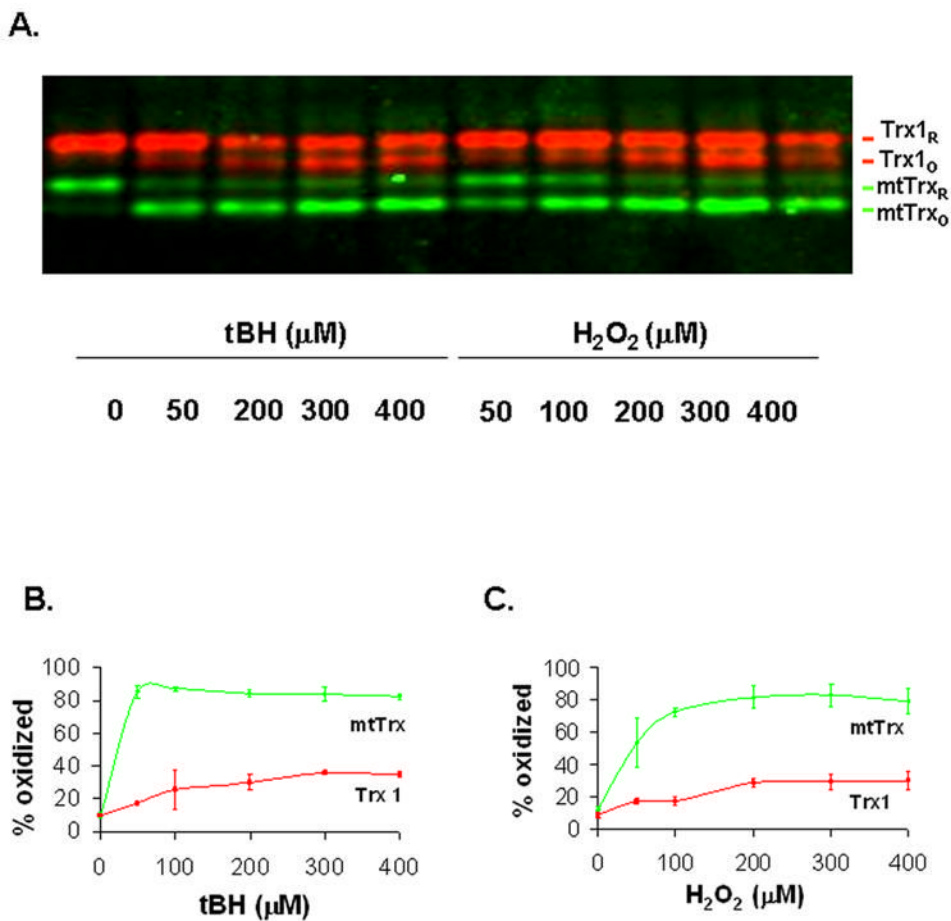 A.
Trx1R
Trx1O
mtTrxR
mtTrxO
tBH (μM) H2O2 (μM)
0 50 200 300 400 50 100 200 300 400
B.
100
80
60
40
20
0
% oxidized
mtTrx
Trx 1
0 100 200 300 400
tBH (μM)
C.
100
80
60
40
20
0
% oxidized
mtTrx
Trx1
0 100 200 300 400
H2O2 (μM)